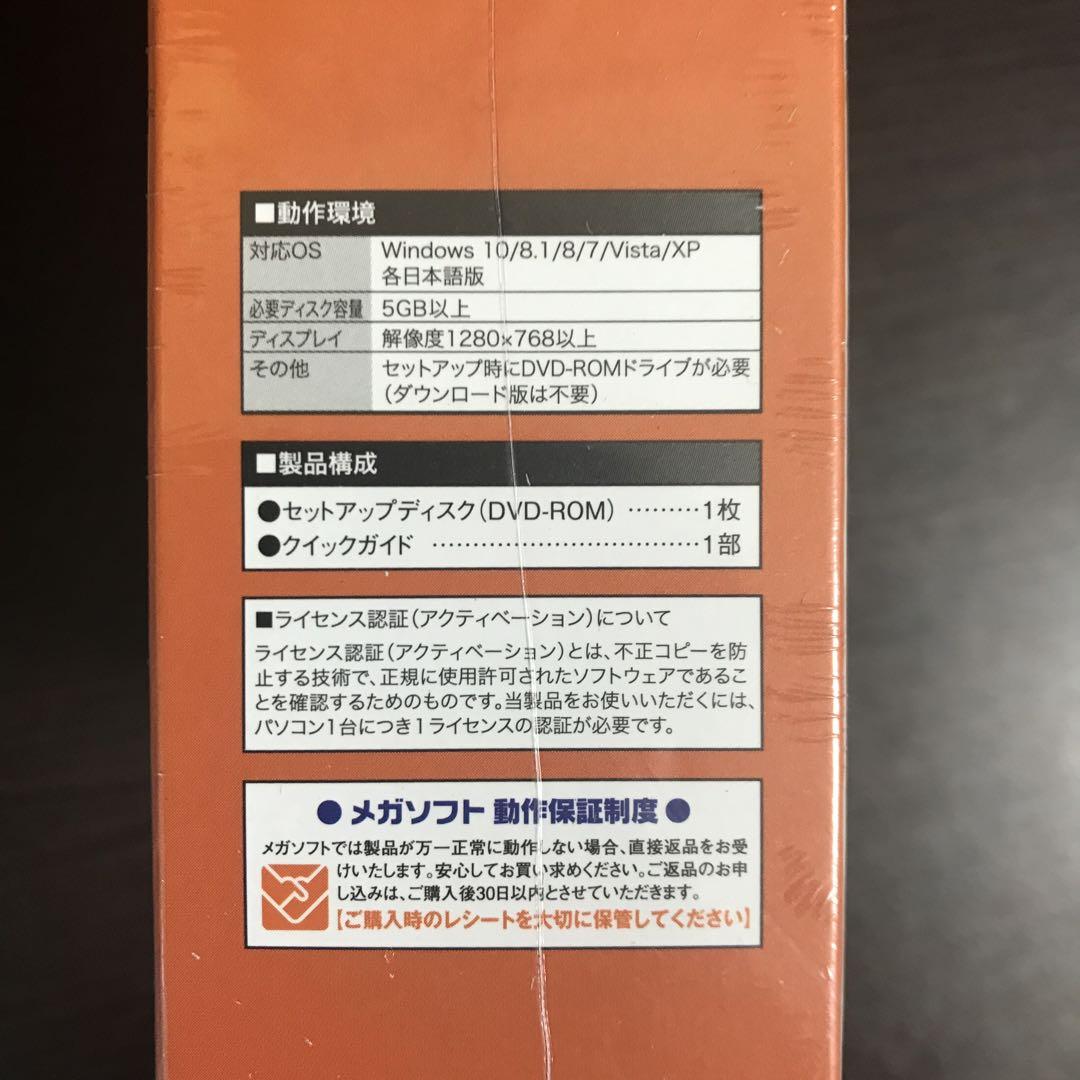 ■動作環境
対応OS Windows 10/8.1/8/7/Vista/XP
各日本語版
必要ディスク容量 5GB以上
ディスプレイ 解像度1280×768以上
その他 セットアップ時にDVD-ROMドライブが必要
(ダウンロード版は不要)
■製品構成
●セットアップディスク(DVD-ROM) ………1枚
●クイックガイド ……………………………1部
■ライセンス認証(アクティベーション)について
ライセンス認証(アクティベーション)とは、不正コピーを防
止する技術で、正規に使用許可されたソフトウェアであるこ
とを確認するためのものです。当製品をお使いいただくには、
パソコン1台につき1ライセンスの認証が必要です。
● メガソフト 動作保証制度 ●
メガソフトでは製品が万一正常に動作しない場合、直接返品をお受
けいたします。安心してお買い求めください。ご返品のお申
し込みは、ご購入後30日以内とさせていただきます。
【ご購入時のレシートを大切に保管してください】